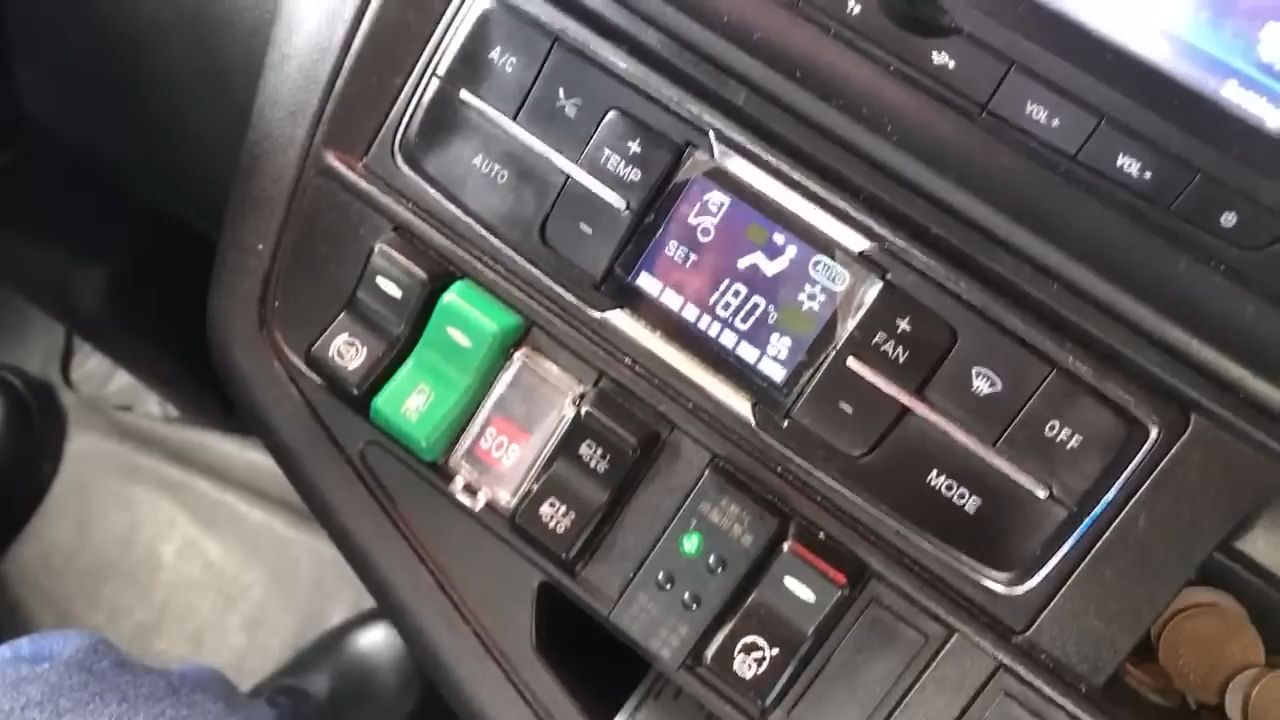 A/C
AUTO
+
TEMP
-
VOL+
VOL-
SET
AUTO
18.0°c
+
FAN
-
OFF
MODE
SOS